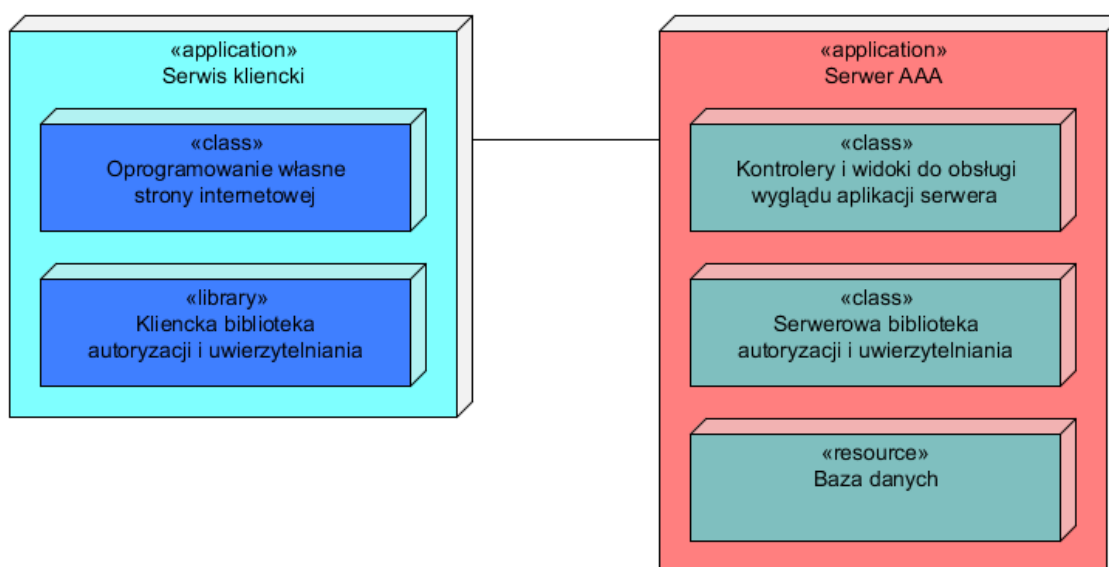 «application»
Serwis kliencki
«class»
Oprogramowanie własne
strony internetowej
«library»
Kliencka biblioteka
autoryzacji i uwierzytelniania
«application»
Serwer AAA
«class»
Kontrolery i widoki do obsługi
wyglądu aplikacji serwera
«class»
Serwerowa biblioteka
autoryzacji i uwierzytelniania
«resource»
Baza danych